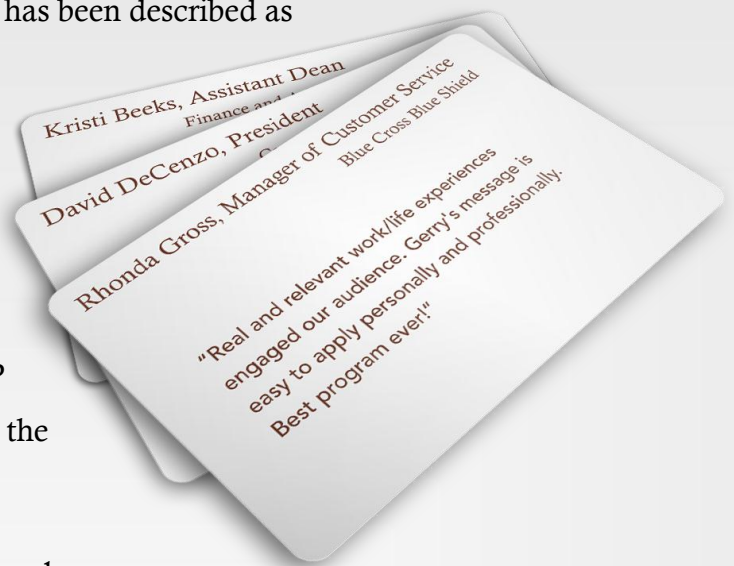 has been described as
Kristi Beeks, Assistant Dean
Finance and
David DeCenzo, President
Rhonda Gross, Manager of Customer Service
Blue Cross Blue Shield
"Real and relevant work/life experiences
engaged our audience. Gerry's message is
easy to apply personally and professionally.
Best program ever!"
the